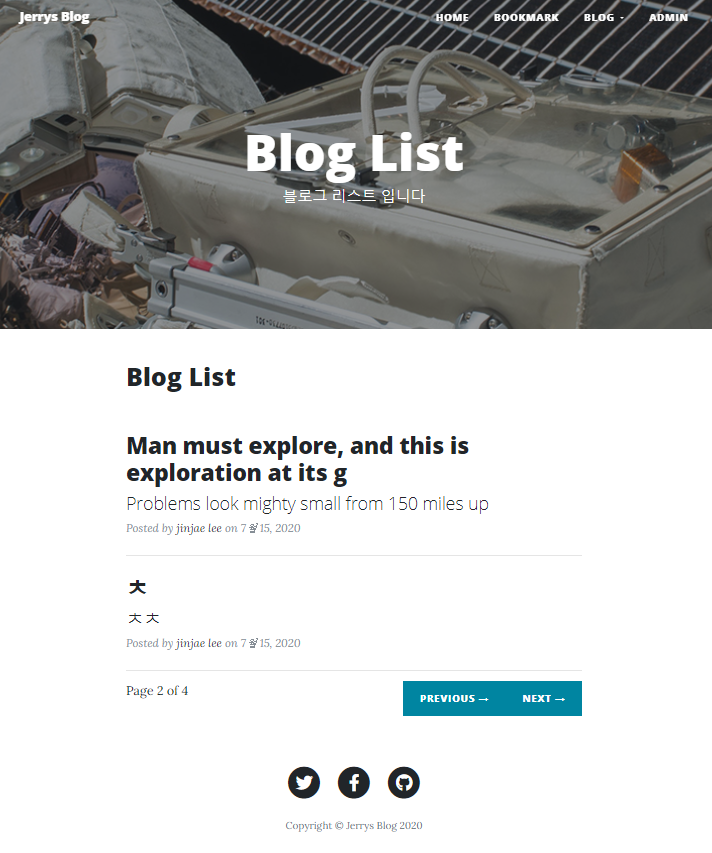 Jerrys Blog HOME BOOKMARK BLOG ADMIN
Blog List
블로그 리스트 입니다
Blog List
Man must explore, and this is
exploration at its g
Problems look mighty small from 150 miles up
Posted by jinjae lee on 7월 15, 2020
ㅊ
ㅊㅊ
Posted by jinjae lee on 7월 15, 2020
Page 2 of 4 PREVIOUS → NEXT →
Copyright © Jerrys Blog 2020